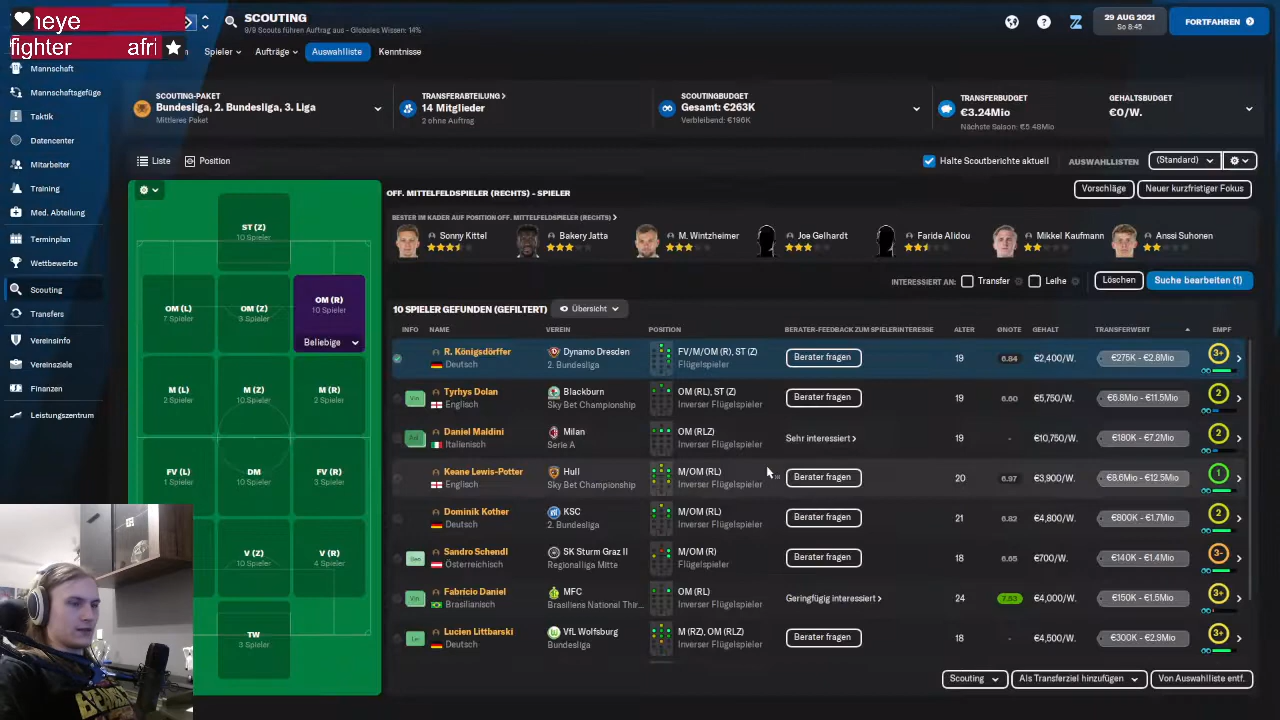 heye
fighter afri
SCOUTING
9/9 Scouts führen Auftrag aus - Globales Wissen: 14%
29 AUG 2021
So 8:45
FORTFAHREN
Spieler
Aufträge
Auswahlliste
Kenntnisse
Mannschaft
Mannschaftsgefüge
Taktik
Datencenter
Mitarbeiter
Training
Med. Abteilung
Terminplan
Wettbewerbe
Scouting
Transfers
Vereinsinfo
Vereinsziele
Finanzen
Leistungszentrum
SCOUTING-PAKET
Bundesliga, 2. Bundesliga, 3. Liga
Mittleres Paket
TRANSFERABTEILUNG
14 Mitglieder
2 ohne Auftrag
SCOUTINGBUDGET
Gesamt: €263K
Verbleibend: €196K
TRANSFERBUDGET
€3.24Mio
Nächste Saison: €5.48Mio
GEHALTSBUDGET
€0/W.
Liste
Position
Halte Scoutberichte aktuell
AUSWAHLLISTEN
(Standard)
ST (Z)
10 Spieler
OM (L)
7 Spieler
OM (Z)
3 Spieler
OM (R)
10 Spieler
Beliebige
M (L)
2 Spieler
M (Z)
10 Spieler
M (R)
2 Spieler
FV (L)
1 Spieler
DM
FV (R)
3 Spieler
V (Z)
10 Spieler
V (R)
4 Spieler
TW
3 Spieler
OFF. MITTELFELDSPIELER (RECHTS) - SPIELER
Vorschläge
Neuer kurzfristiger Fokus
BESTER IM KADER AUF POSITION OFF. MITTELFELDSPIELER (RECHTS)
Sonny Kittel
Bakery Jatta
M. Wintzheimer
Joe Gelhardt
Faride Alidou
Mikkel Kaufmann
Anssi Suhonen
INTERESSIERT AN:
Transfer
Leihe
Löschen
Suche bearbeiten (1)
10 SPIELER GEFUNDEN (GEFILTERT)
Übersicht
INFO NAME VEREIN POSITION BERATER-FEEDBACK ZUM SPIELERINTERESSE ALTER ØNOTE GEHALT TRANSFERWERT EMPF
R. Königsdörffer Dynamo Dresden FV/M/OM (R), ST (Z) Berater fragen 19 6.84 €2,400/W. €275K - €2.8Mio 3+
Deutsch 2. Bundesliga Flügelspieler
Tyrhys Dolan Blackburn OM (RL), ST (Z) Berater fragen 19 6.60 €5,750/W. €6.8Mio - €11.5Mio 2
Englisch Sky Bet Championship Inverser Flügelspieler
Daniel Maldini Milan OM (RLZ) Sehr interessiert 19 - €10,750/W. €180K - €7.2Mio 2
Italienisch Serie A Inverser Flügelspieler
Keane Lewis-Potter Hull M/OM (RL) Berater fragen 20 6.97 €3,900/W. €8.6Mio - €12.5Mio 1
Englisch Sky Bet Championship Inverser Flügelspieler
Dominik Kother KSC M/OM (RL) Berater fragen 21 6.82 €4,800/W. €800K - €1.7Mio 2
Deutsch 2. Bundesliga Inverser Flügelspieler
Sandro Schendl SK Sturm Graz II M/OM (R) Berater fragen 18 6.65 €700/W. €140K - €1.4Mio 3-
Österreichisch Regionalliga Mitte Flügelspieler
Fabrício Daniel MFC OM (RL) Geringfügig interessiert 24 7.53 €4,000/W. €150K - €1.5Mio 3+
Brasilianisch Brasiliens National Thir... Inverser Flügelspieler
Lucien Littbarski VfL Wolfsburg M (RZ), OM (RLZ) Berater fragen 18 - €4,500/W. €300K - €2.9Mio 3+
Deutsch Bundesliga Inverser Flügelspieler
Scouting
Als Transferziel hinzufügen
Von Auswahlliste entf.